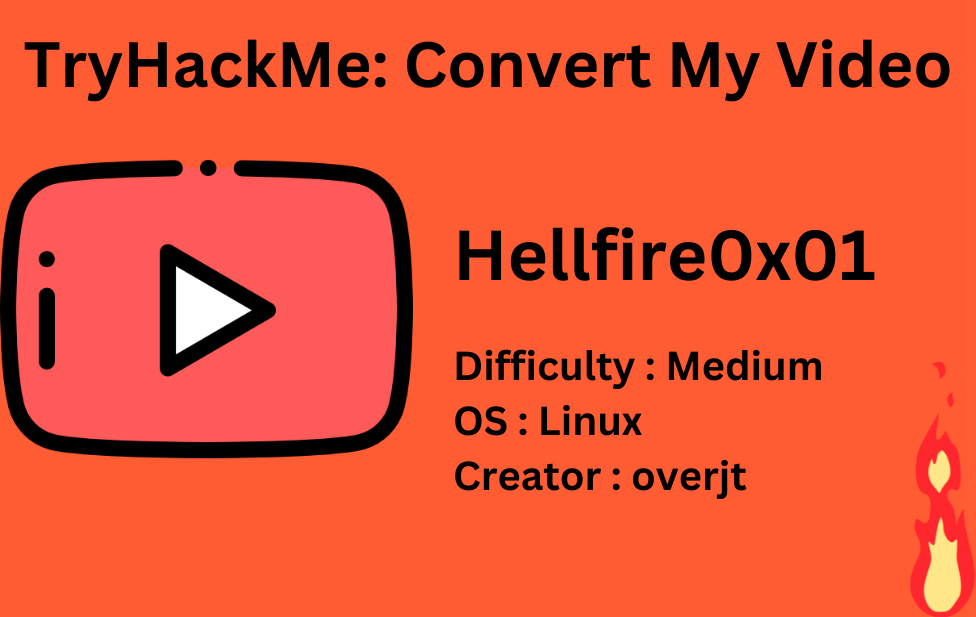 TryHackMe: Convert My Video
Hellfire0x01
Difficulty : Medium
OS : Linux
Creator : overjt